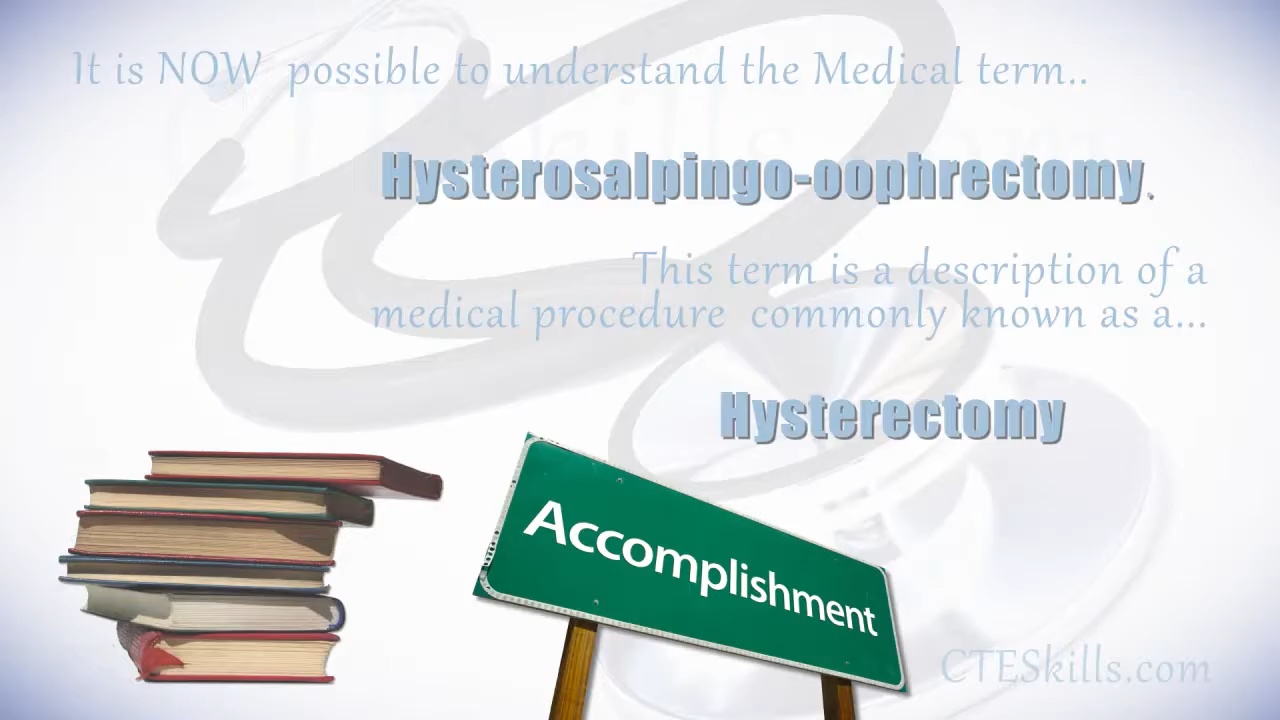 It is NOW possible to understand the Medical term..
Hysterosalpingo-oophrectomy.
This term is a description of a
medical procedure commonly known as a...
Hysterectomy
Accomplishment
CTESkills.com